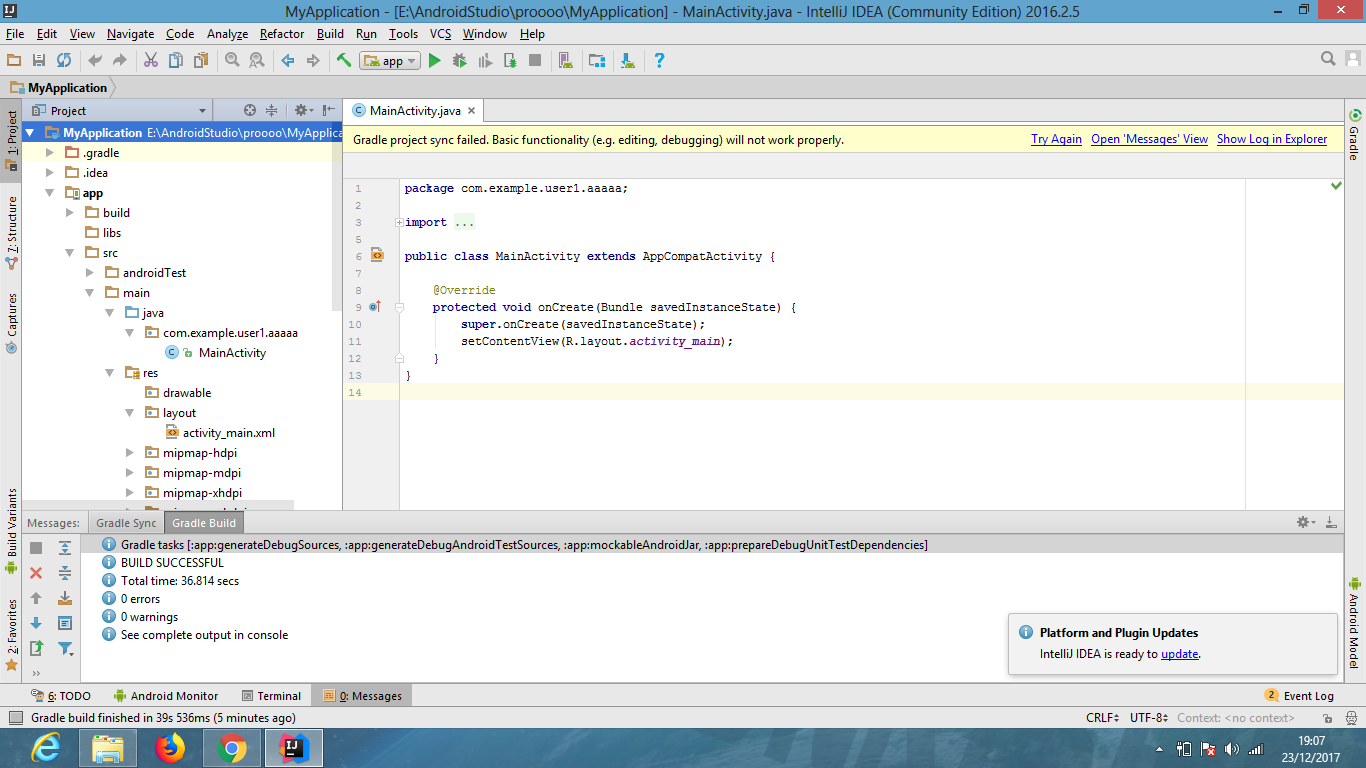 MyApplication - [E:\AndroidStudio\proooo\MyApplication] - MainActivity.java - IntelliJ IDEA (Community Edition) 2016.2.5
File Edit View Navigate Code Analyze Refactor Build Run Tools VCS Window Help
app
MyApplication
Project
MainActivity.java
1: Project
7: Structure
Captures
Build Variants
2: Favorites
MyApplication E:\AndroidStudio\proooo\MyApplica
.gradle
.idea
app
build
libs
src
androidTest
main
java
com.example.user1.aaaaa
MainActivity
res
drawable
layout
activity_main.xml
mipmap-hdpi
mipmap-mdpi
mipmap-xhdpi
Gradle project sync failed. Basic functionality (e.g. editing, debugging) will not work properly. Try Again Open 'Messages' View Show Log in Explorer
1 package com.example.user1.aaaaa;
2
3 import ...
5
6 public class MainActivity extends AppCompatActivity {
7
8 @Override
9 protected void onCreate(Bundle savedInstanceState) {
10 super.onCreate(savedInstanceState);
11 setContentView(R.layout.activity_main);
12 }
13 }
14
Gradle
Android Model
Messages: Gradle Sync Gradle Build
Gradle tasks [:app:generateDebugSources, :app:generateDebugAndroidTestSources, :app:mockableAndroidJar, :app:prepareDebugUnitTestDependencies]
BUILD SUCCESSFUL
Total time: 36.814 secs
0 errors
0 warnings
See complete output in console
Platform and Plugin Updates
IntelliJ IDEA is ready to update.
6: TODO Android Monitor Terminal 0: Messages 2 Event Log
Gradle build finished in 39s 536ms (5 minutes ago) CRLF UTF-8 Context: <no context>
19:07
23/12/2017